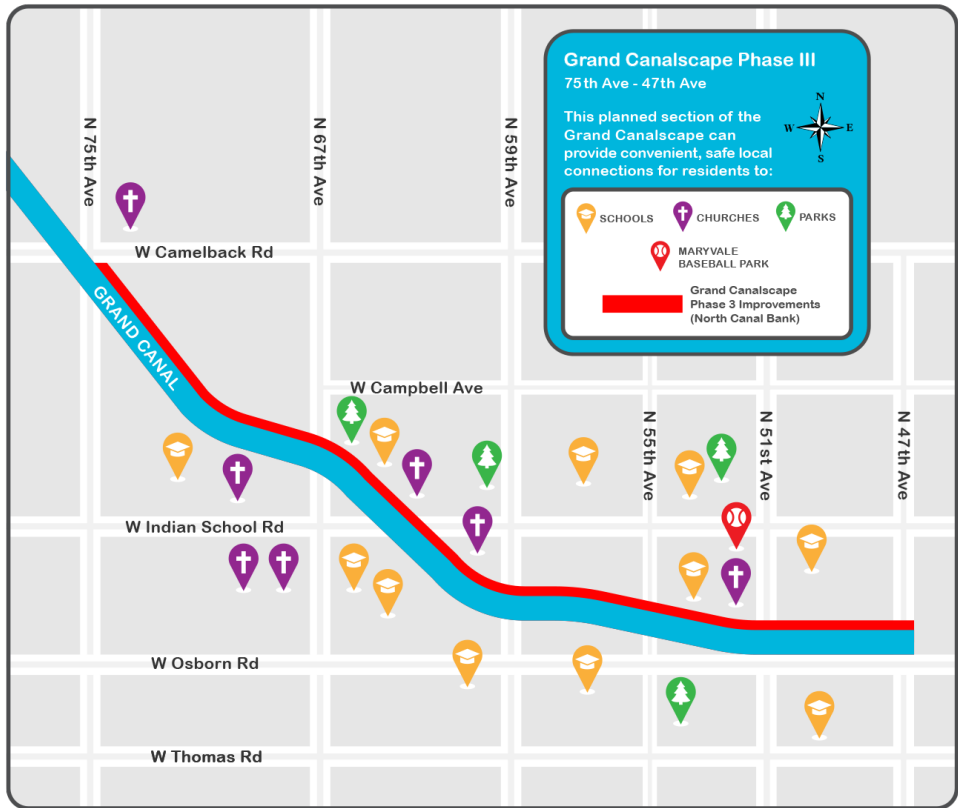 Grand Canalscape Phase III
75th Ave - 47th Ave
This planned section of the
Grand Canalscape can
provide convenient, safe local
connections for residents to:
N
W
E
S
SCHOOLS
CHURCHES
PARKS
MARYVALE
BASEBALL PARK
Grand Canalscape
Phase 3 Improvements
(North Canal Bank)
N 75th Ave
N 67th Ave
N 59th Ave
W Camelback Rd
GRAND CANAL
W Campbell Ave
N 55th Ave
N 51st Ave
N 47th Ave
W Indian School Rd
W Osborn Rd
W Thomas Rd